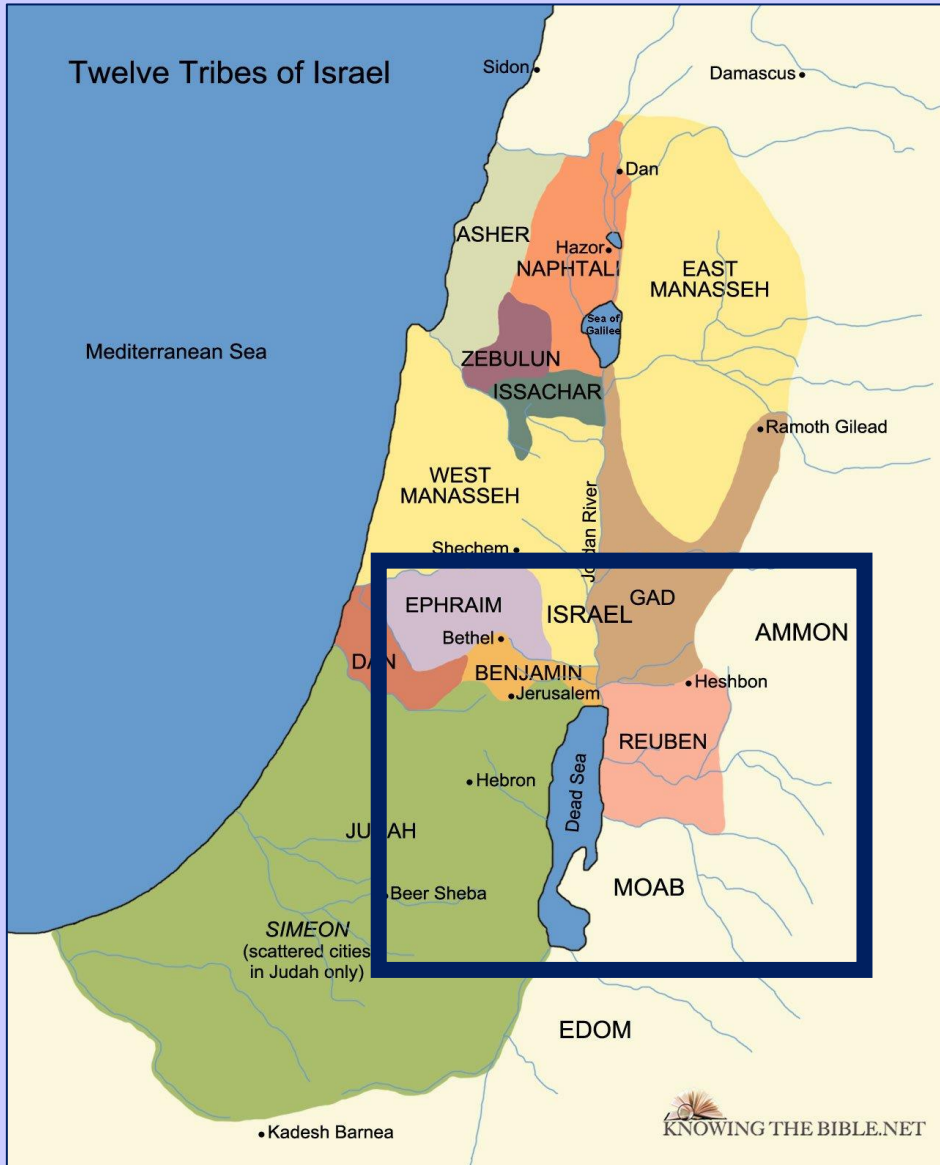 Twelve Tribes of Israel
Sidon
Damascus
Dan
ASHER
Hazor
NAPHTALI
EAST
MANASSEH
Sea of
Galilee
Mediterranean Sea
ZEBULUN
ISSACHAR
Ramoth Gilead
WEST
MANASSEH
Jordan River
Shechem
EPHRAIM
ISRAEL
GAD
AMMON
Bethel
DAN
BENJAMIN
Jerusalem
Heshbon
REUBEN
Dead Sea
Hebron
JUDAH
MOAB
Beer Sheba
SIMEON
(scattered cities
in Judah only)
EDOM
Kadesh Barnea
KNOWING THE BIBLE.NET